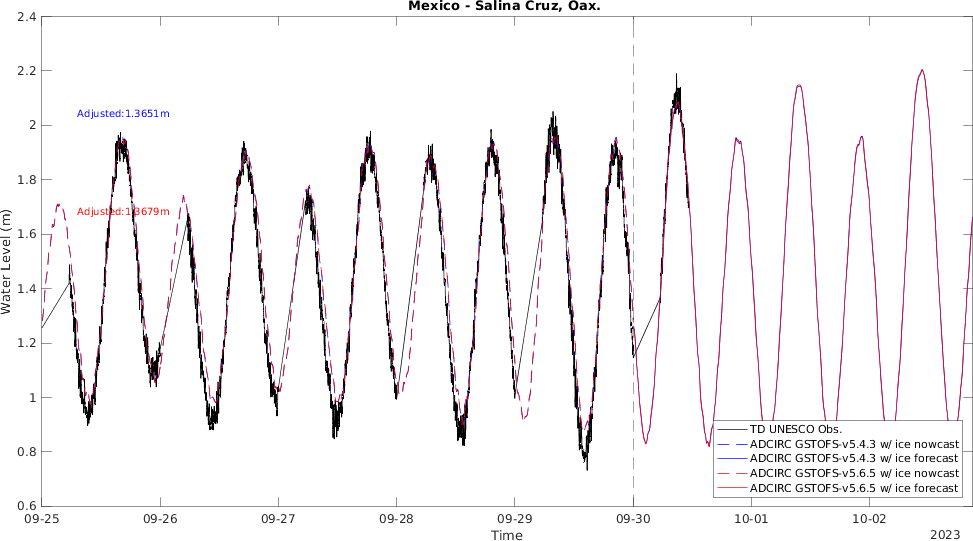 Mexico - Salina Cruz, Oax.
2.4
2.2
2
1.8
1.6
1.4
1.2
1
0.8
0.6
Water Level (m)
Adjusted:1.3651m
Adjusted:1.3679m
TD UNESCO Obs.
ADCIRC GSTOFS-v5.4.3 w/ ice nowcast
ADCIRC GSTOFS-v5.4.3 w/ ice forecast
ADCIRC GSTOFS-v5.6.5 w/ ice nowcast
ADCIRC GSTOFS-v5.6.5 w/ ice forecast
09-25 09-26 09-27 09-28 09-29 09-30 10-01 10-02
Time
2023